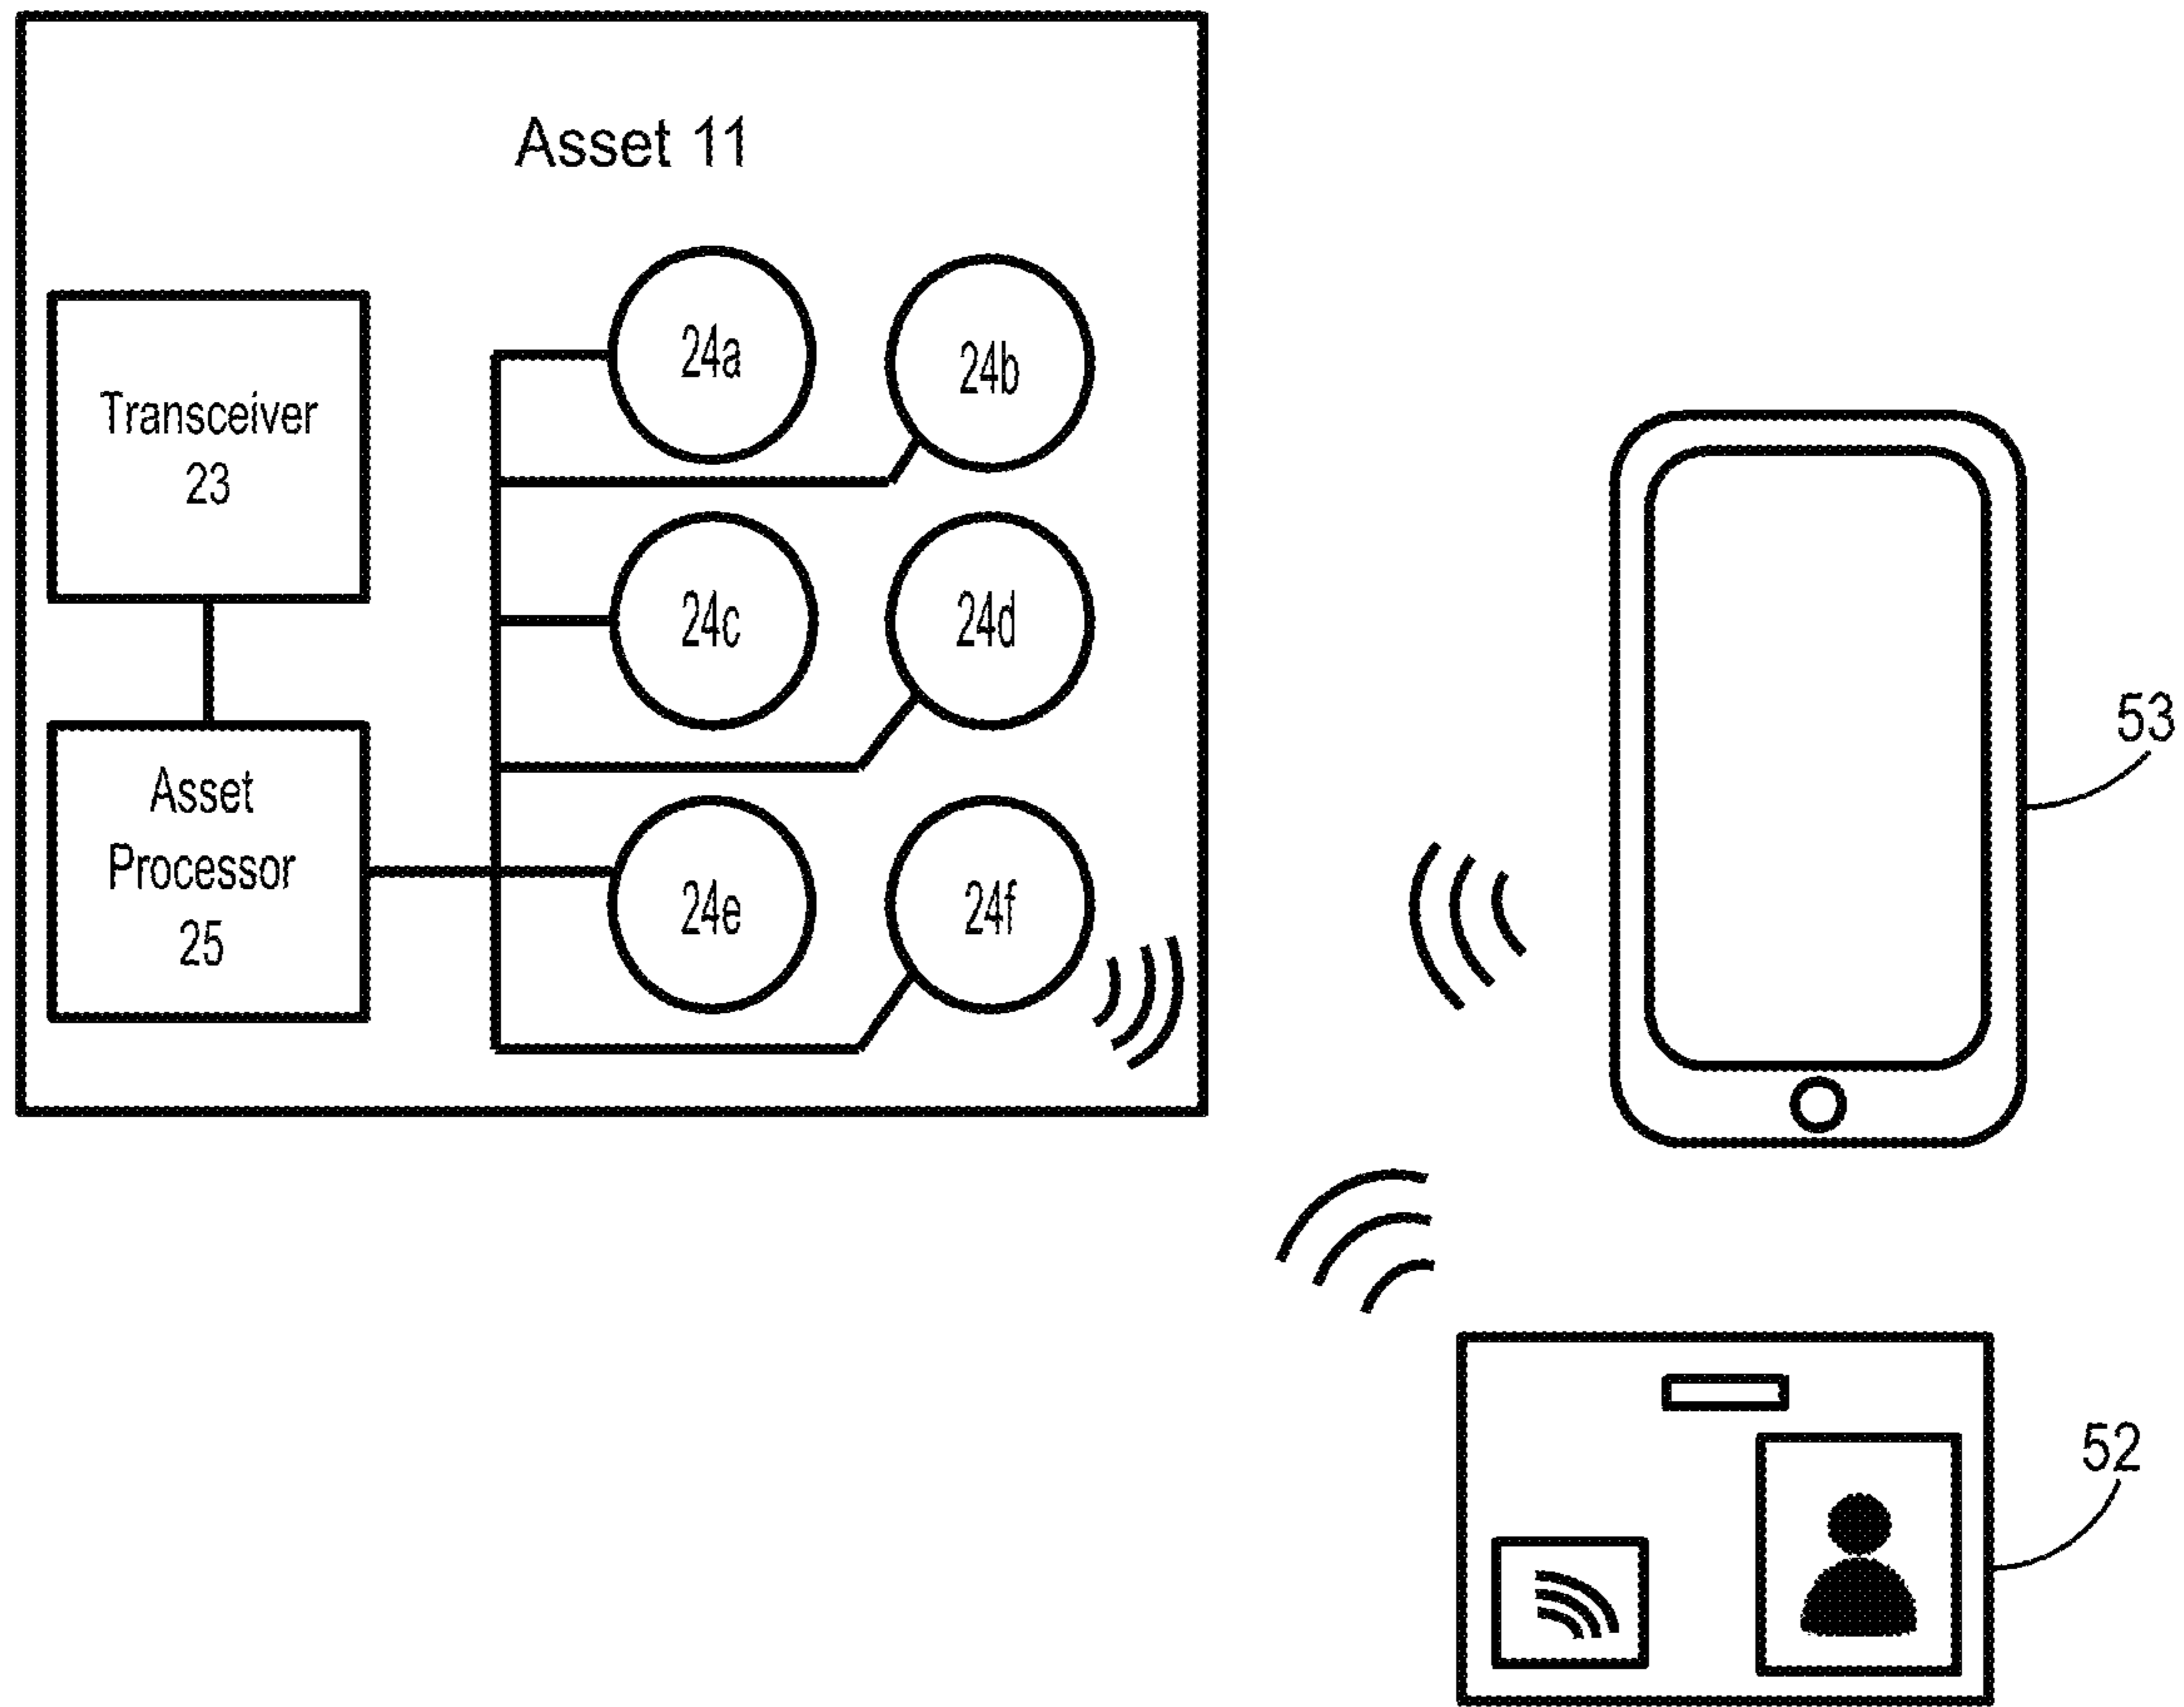 Asset 11
Transceiver
23
24a
24b
24c
24d
Asset
Processor
25
24e
24f
53
52